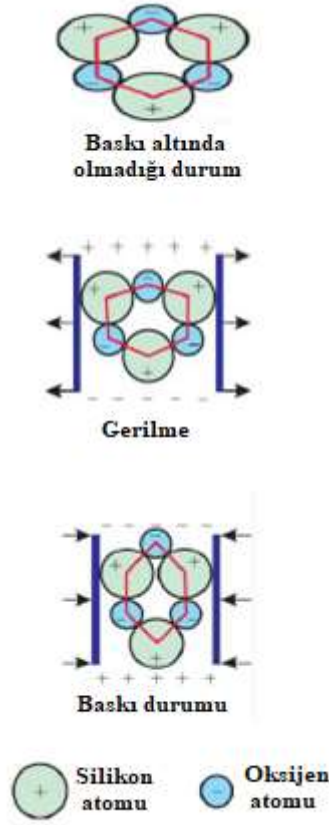 + − +
− −
+
Baskı altında
olmadığı durum
+ + + + +
+ − +
− −
+
− − − − −
Gerilme
− − − − −
−
+ +
− −
+
+ + + + +
Baskı durumu
+ Silikon − Oksijen
atomu atomu